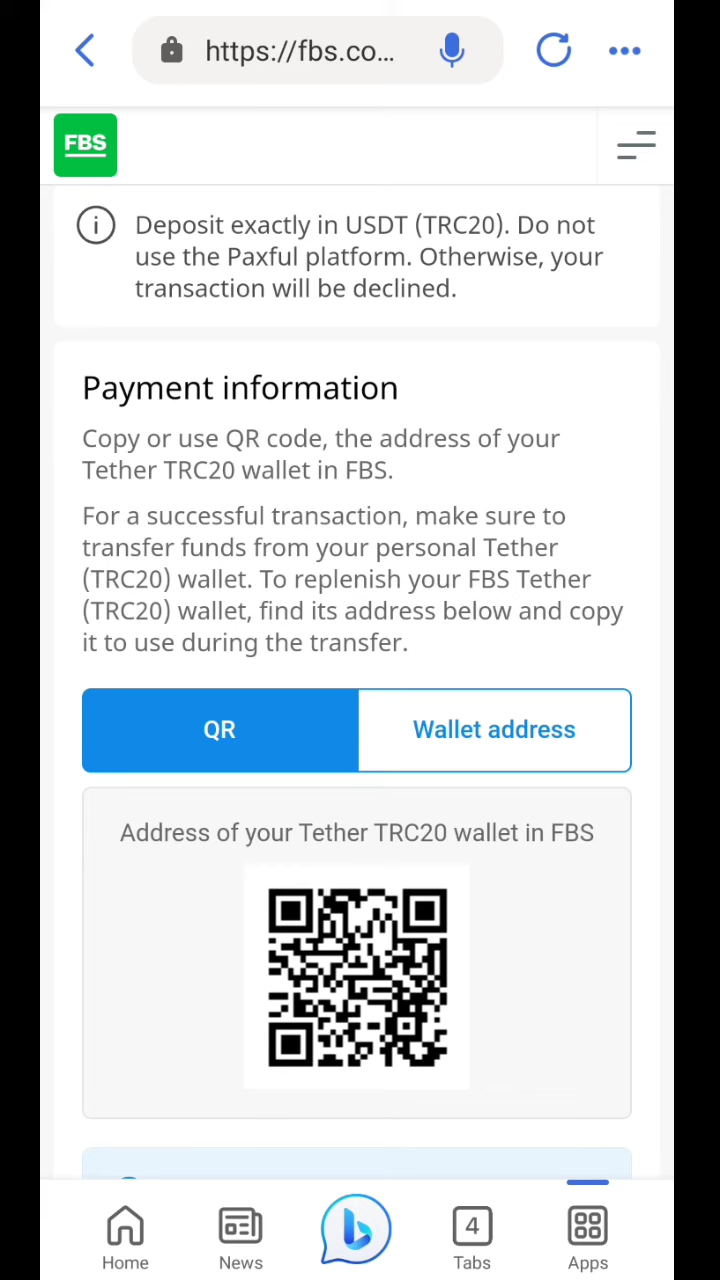 https://fbs.co...
FBS
Deposit exactly in USDT (TRC20). Do not
use the Paxful platform. Otherwise, your
transaction will be declined.
Payment information
Copy or use QR code, the address of your
Tether TRC20 wallet in FBS.
For a successful transaction, make sure to
transfer funds from your personal Tether
(TRC20) wallet. To replenish your FBS Tether
(TRC20) wallet, find its address below and copy
it to use during the transfer.
QR
Wallet address
Address of your Tether TRC20 wallet in FBS
4
Home
News
Tabs
Apps